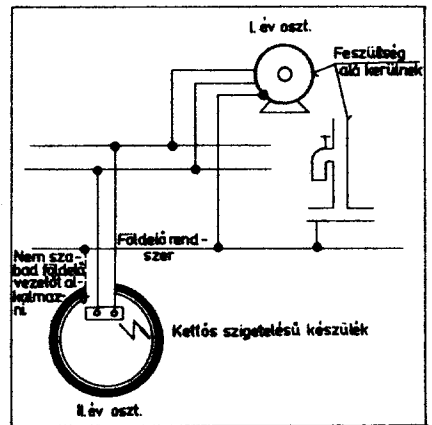 I. év oszt.
Feszültség
alá kerülnek
Földelő rend-
szer
Nem sza-
bad földelő
vezetőt al-
kalmaz-
ni.
Kettős szigetelésű készülék
II. év oszt.